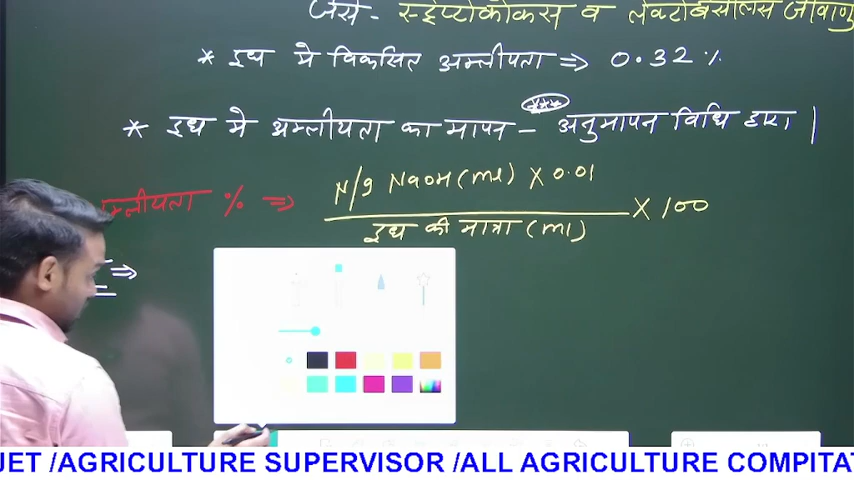 जैसे - स्ट्रेप्टोकोकस व लेक्टोबेसीलस जीवाणु
* दुध मे विकसित अम्लीयता ⇒ 0.32 %
***
* दुध मे अम्लीयता का मापन - अनुमापन विधि द्वारा |
अम्लीयता % ⇒ N/9 NaOH (ml) X 0.01
दुध की मात्रा (ml) X 100
⇒
JET /AGRICULTURE SUPERVISOR /ALL AGRICULTURE COMPITAT